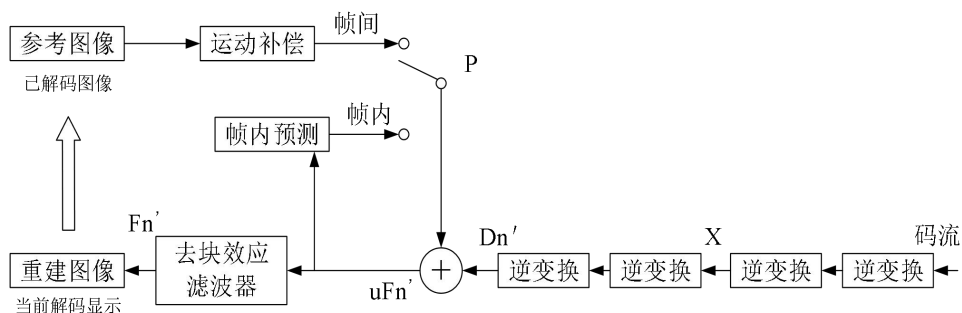 参考图像
运动补偿
帧间
P
已解码图像
帧内预测
帧内
Fn'
去块效应
滤波器
重建图像
当前解码显示
+
uFn'
Dn'
逆变换
逆变换
X
逆变换
逆变换
码流